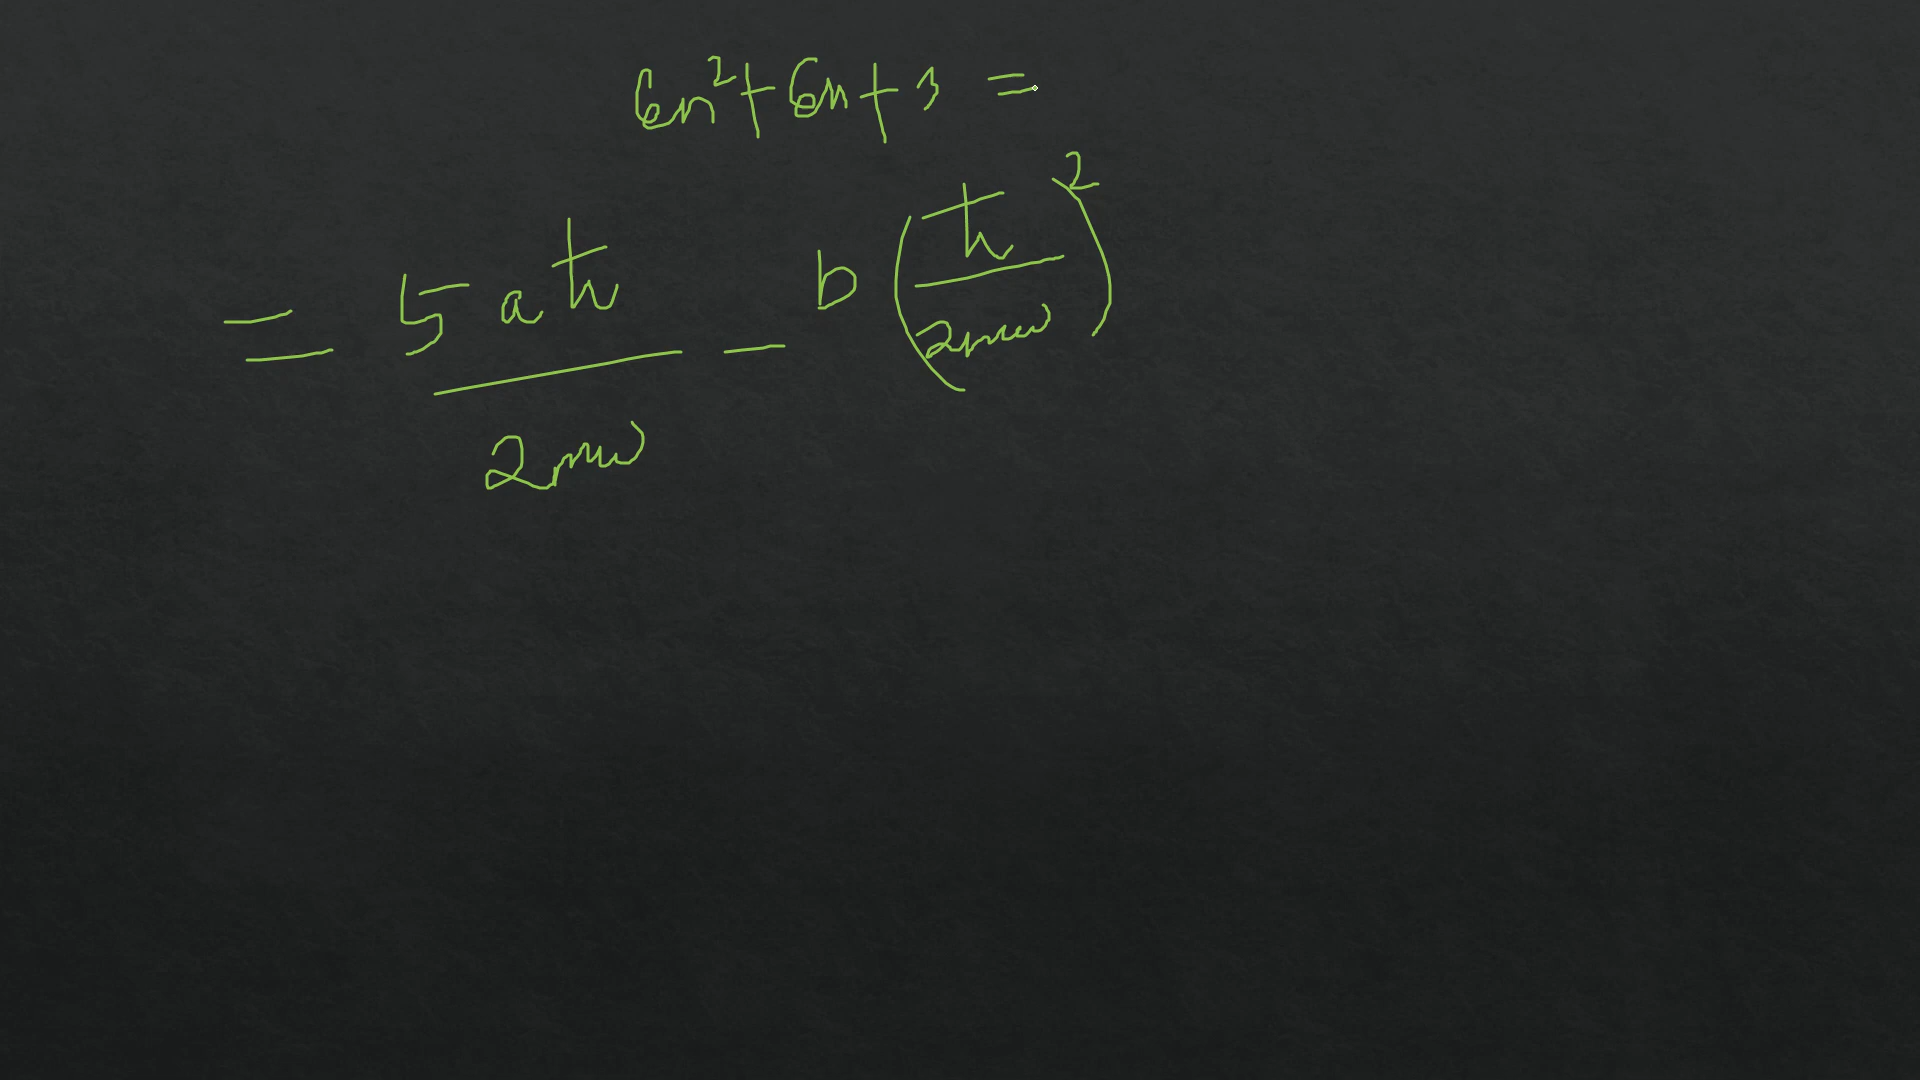 6n²+6n+3 =
= 5aħ/2mω - b(ħ/2mω)²